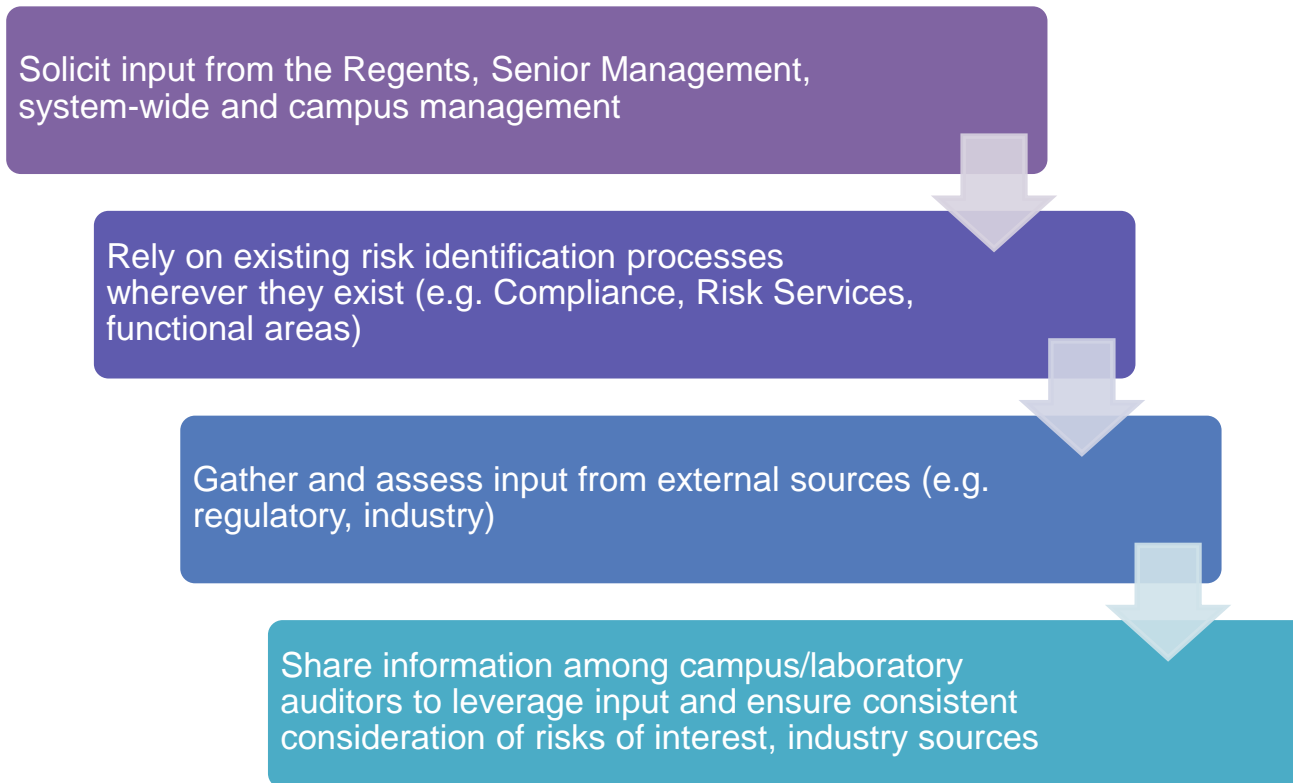 Solicit input from the Regents, Senior Management,
system-wide and campus management
Rely on existing risk identification processes
wherever they exist (e.g. Compliance, Risk Services,
functional areas)
Gather and assess input from external sources (e.g.
regulatory, industry)
Share information among campus/laboratory
auditors to leverage input and ensure consistent
consideration of risks of interest, industry sources